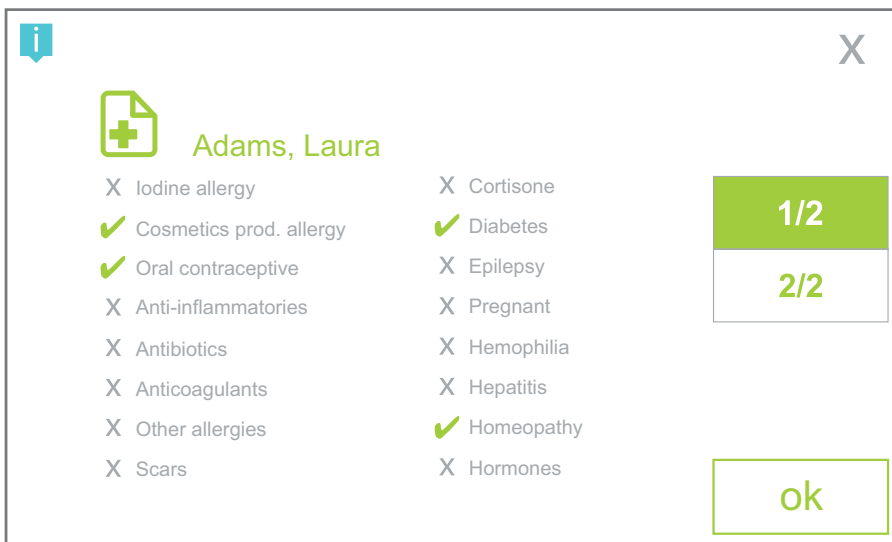 i
X
Adams, Laura
X Iodine allergy
✔ Cosmetics prod. allergy
✔ Oral contraceptive
X Anti-inflammatories
X Antibiotics
X Anticoagulants
X Other allergies
X Scars
X Cortisone
✔ Diabetes
X Epilepsy
X Pregnant
X Hemophilia
X Hepatitis
✔ Homeopathy
X Hormones
1/2
2/2
ok